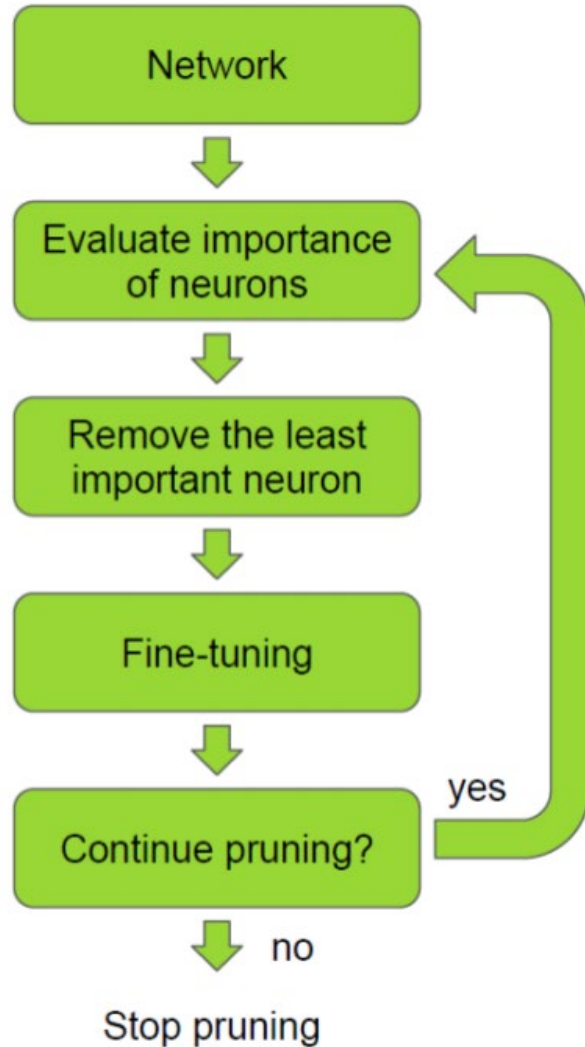 Network
Evaluate importance
of neurons
Remove the least
important neuron
Fine-tuning
Continue pruning?
yes
no
Stop pruning